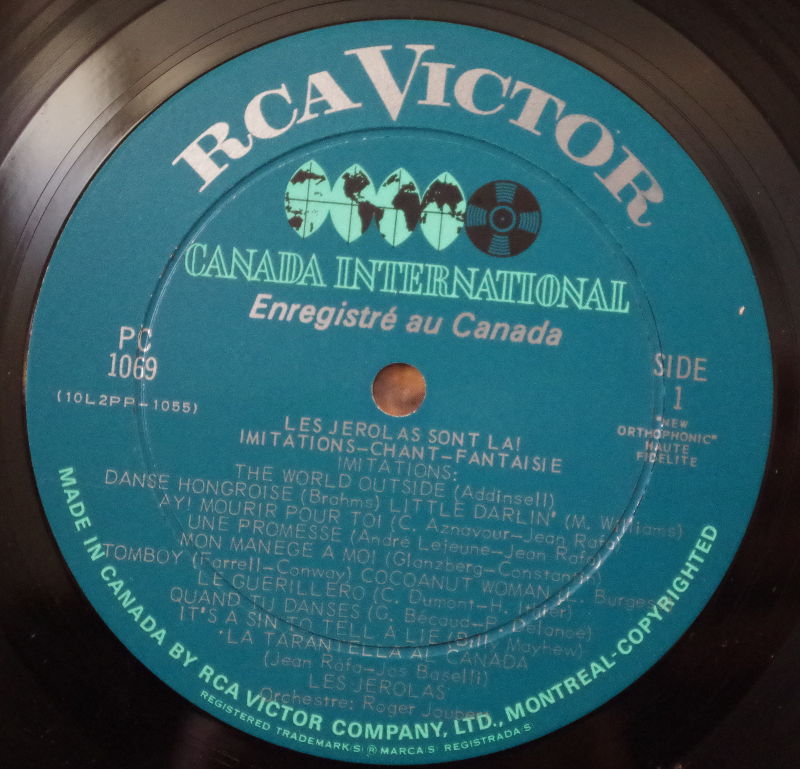 RCA VICTOR
CANADA INTERNATIONAL
Enregistré au Canada
PC
1069
(10L2PP-1055)
SIDE
1
"NEW
ORTHOPHONIC"
HAUTE
FIDELITE
LES JEROLAS SONT LA!
IMITATIONS-CHANT-FANTAISIE
IMITATIONS:
THE WORLD OUTSIDE (Addinsell)
DANSE HONGROISE (Brahms) LITTLE DARLIN' (M. Williams)
AY! MOURIR POUR TOI (C. Aznavour-Jean Rafa)
UNE PROMESSE (André Lejeune-Jean Rafa)
MON MANEGE A MOI (Glanzberg-Constantin)
TOMBOY (Farrell-Conway) COCOANUT WOMAN Burgess
LE GUERILLERO (C. Dumont-H.
QUAND TU DANSES (G. Bécaud-P. Delanoë)
IT'S A SIN TO TELL A LIE (Billy Mayhew)
LA TARANTELLA AL CANADA
(Jean Rafa-Jos Baselli)
LES JEROLAS
Orchestre: Roger Joubert
MADE IN CANADA BY RCA VICTOR COMPANY, LTD., MONTREAL-COPYRIGHTED
REGISTERED TRADEMARK(S) ® MARCA(S) REGISTRADA(S)